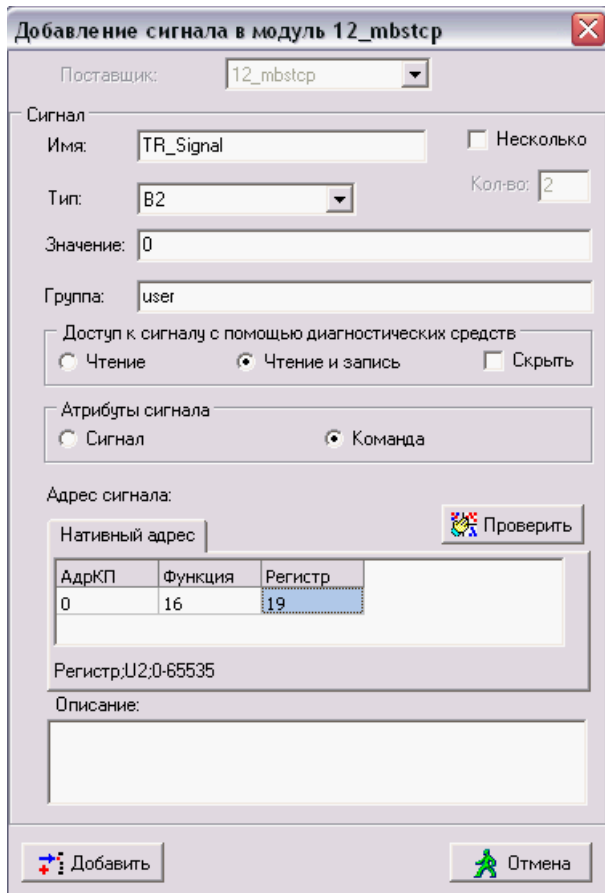 Добавление сигнала в модуль 12_mbstcp
Поставщик: 12_mbstcp
Сигнал
Имя: TR_Signal Несколько
Тип: B2 Кол-во: 2
Значение: 0
Группа: user
Доступ к сигналу с помощью диагностических средств
Чтение Чтение и запись Скрыть
Атрибуты сигнала
Сигнал Команда
Адрес сигнала:
Нативный адрес Проверить
АдрКП Функция Регистр
0 16 19
Регистр;U2;0-65535
Описание:
Добавить Отмена